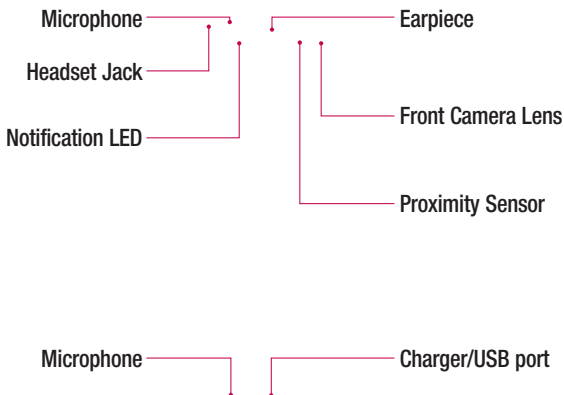 Microphone
Earpiece
Headset Jack
Front Camera Lens
Notification LED
Proximity Sensor
Microphone
Charger/USB port